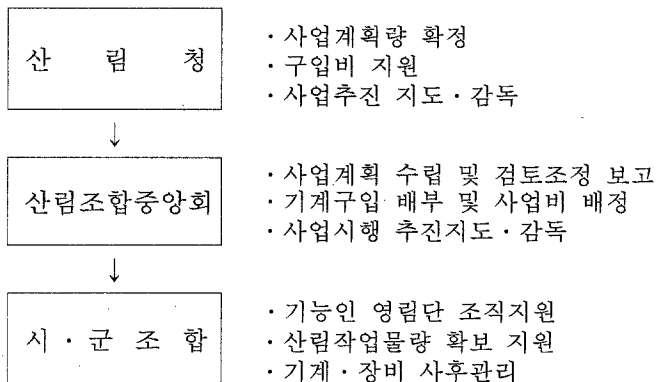 산 림 청
· 사업계획량 확정
· 구입비 지원
· 사업추진 지도 · 감독
↓
산림조합중앙회
· 사업계획 수립 및 검토조정 보고
· 기계구입 배부 및 사업비 배정
· 사업시행 추진지도 · 감독
↓
시 · 군 조 합
· 기능인 영림단 조직지원
· 산림작업물량 확보 지원
· 기계 · 장비 사후관리